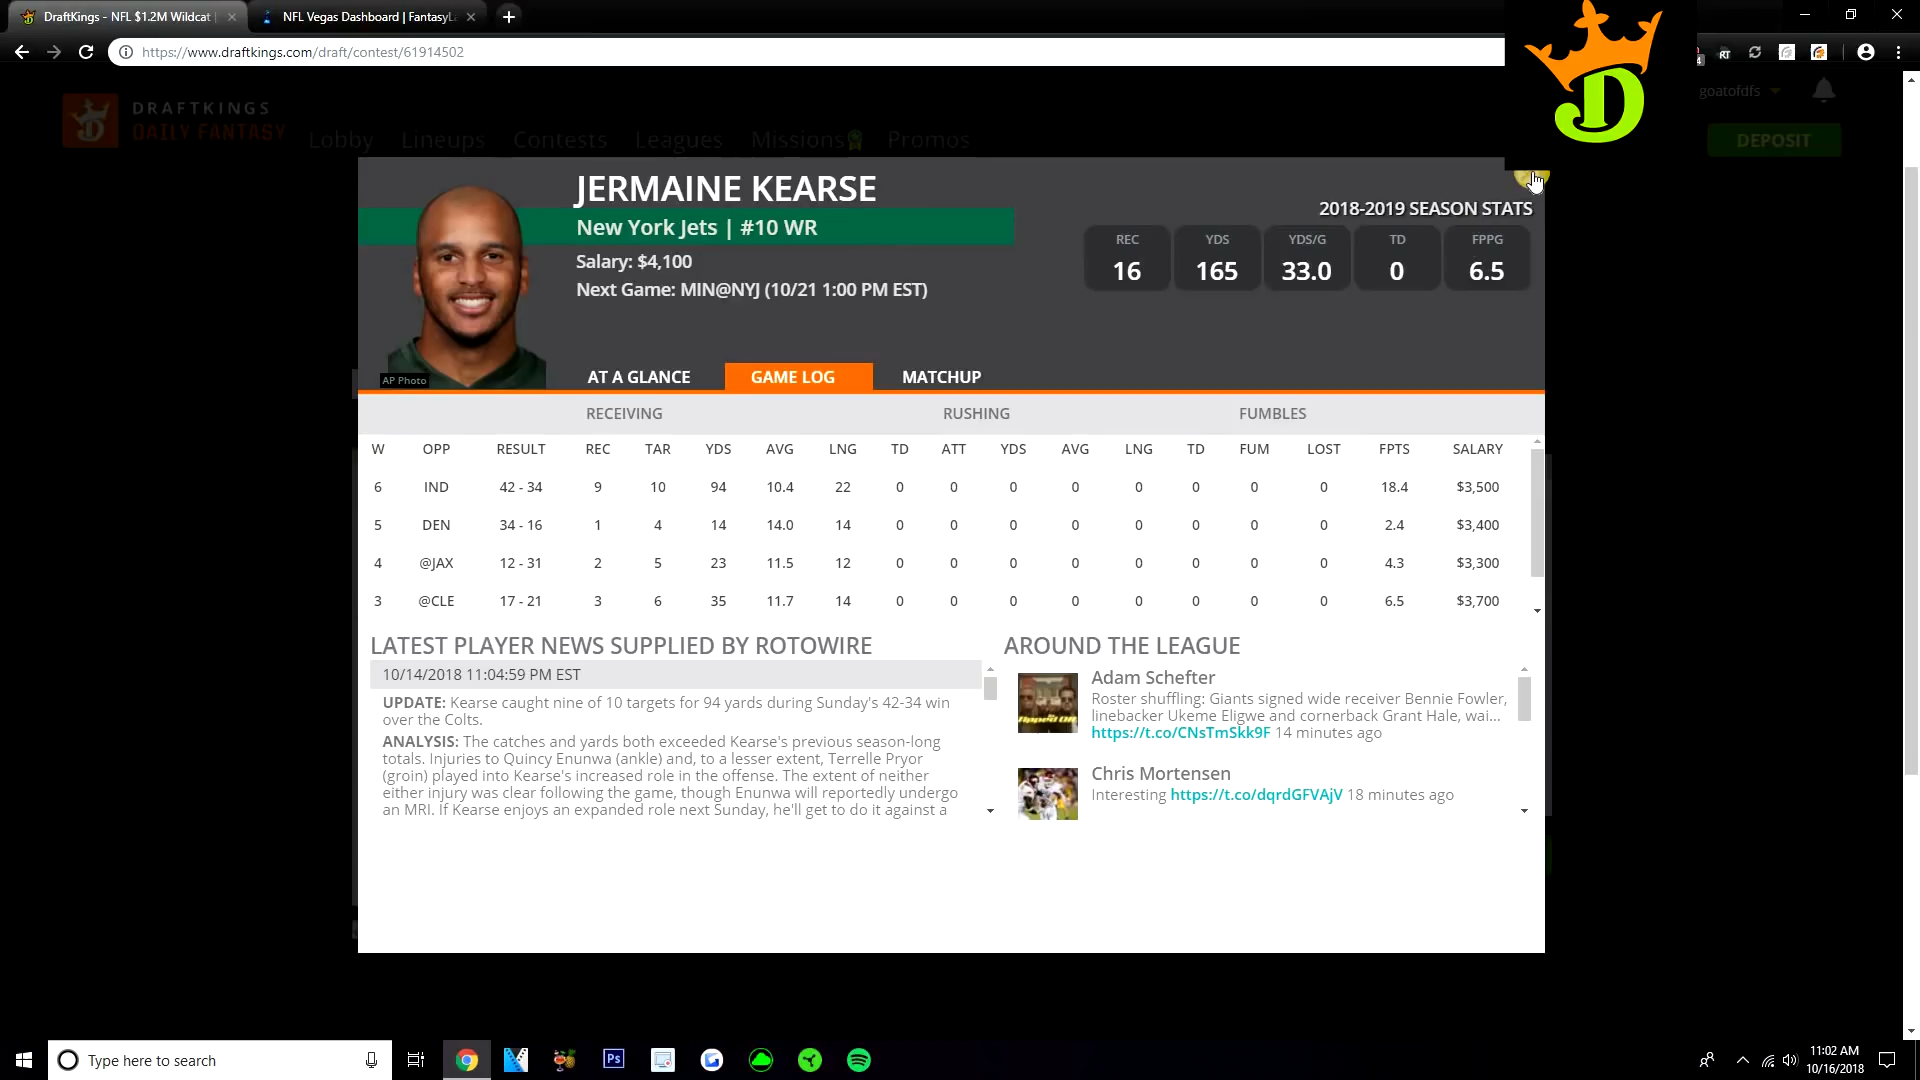 DraftKings - NFL $1.2M Wildcat
NFL Vegas Dashboard | FantasyL
https://www.draftkings.com/draft/contest/61914502
DRAFTKINGS
DAILY FANTASY
Lobby Lineups Contests Leagues Missions Promos
goatofdfs
DEPOSIT
JERMAINE KEARSE
New York Jets | #10 WR
Salary: $4,100
Next Game: MIN@NYJ (10/21 1:00 PM EST)
2018-2019 SEASON STATS
REC YDS YDS/G TD FPPG
16 165 33.0 0 6.5
AP Photo
AT A GLANCE GAME LOG MATCHUP
RECEIVING RUSHING FUMBLES
W OPP RESULT REC TAR YDS AVG LNG TD ATT YDS AVG LNG TD FUM LOST FPTS SALARY
6 IND 42 - 34 9 10 94 10.4 22 0 0 0 0 0 0 0 0 18.4 $3,500
5 DEN 34 - 16 1 4 14 14.0 14 0 0 0 0 0 0 0 0 2.4 $3,400
4 @JAX 12 - 31 2 5 23 11.5 12 0 0 0 0 0 0 0 0 4.3 $3,300
3 @CLE 17 - 21 3 6 35 11.7 14 0 0 0 0 0 0 0 0 6.5 $3,700
LATEST PLAYER NEWS SUPPLIED BY ROTOWIRE
10/14/2018 11:04:59 PM EST
UPDATE: Kearse caught nine of 10 targets for 94 yards during Sunday's 42-34 win
over the Colts.
ANALYSIS: The catches and yards both exceeded Kearse's previous season-long
totals. Injuries to Quincy Enunwa (ankle) and, to a lesser extent, Terrelle Pryor
(groin) played into Kearse's increased role in the offense. The extent of neither
either injury was clear following the game, though Enunwa will reportedly undergo
an MRI. If Kearse enjoys an expanded role next Sunday, he'll get to do it against a
AROUND THE LEAGUE
Adam Schefter
Roster shuffling: Giants signed wide receiver Bennie Fowler,
linebacker Ukeme Eligwe and cornerback Grant Hale, wai...
https://t.co/CNsTmSkk9F 14 minutes ago
Chris Mortensen
Interesting https://t.co/dqrdGFVAjV 18 minutes ago
Type here to search
Ps
11:02 AM
10/16/2018